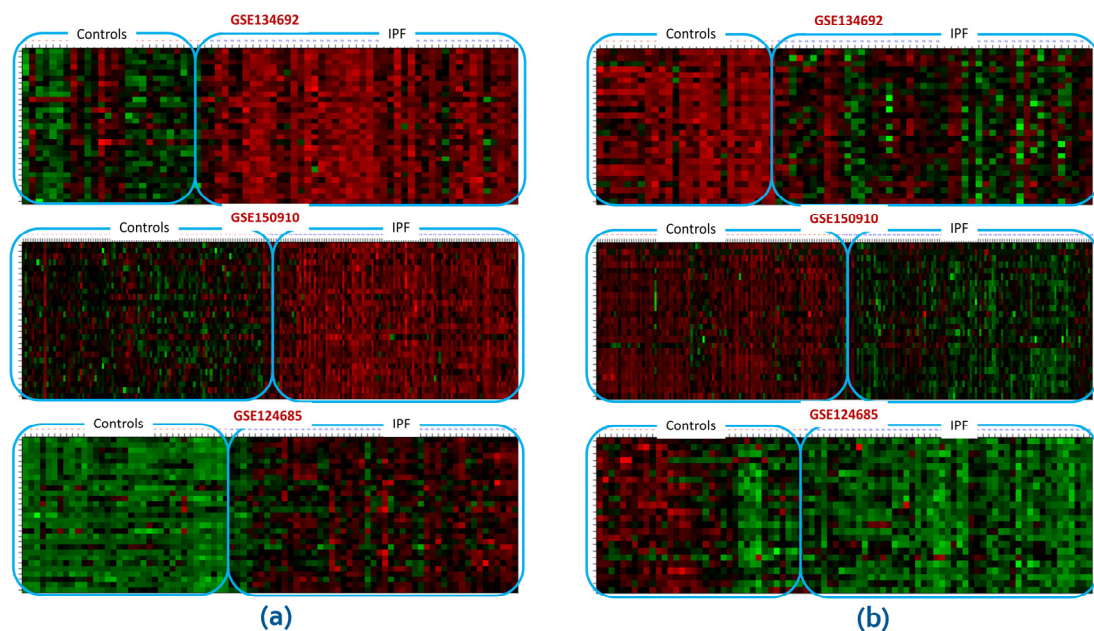 GSE134692
Controls IPF
GSE150910
Controls IPF
GSE124685
Controls IPF
(a)
GSE134692
Controls IPF
GSE150910
Controls IPF
GSE124685
Controls IPF
(b)